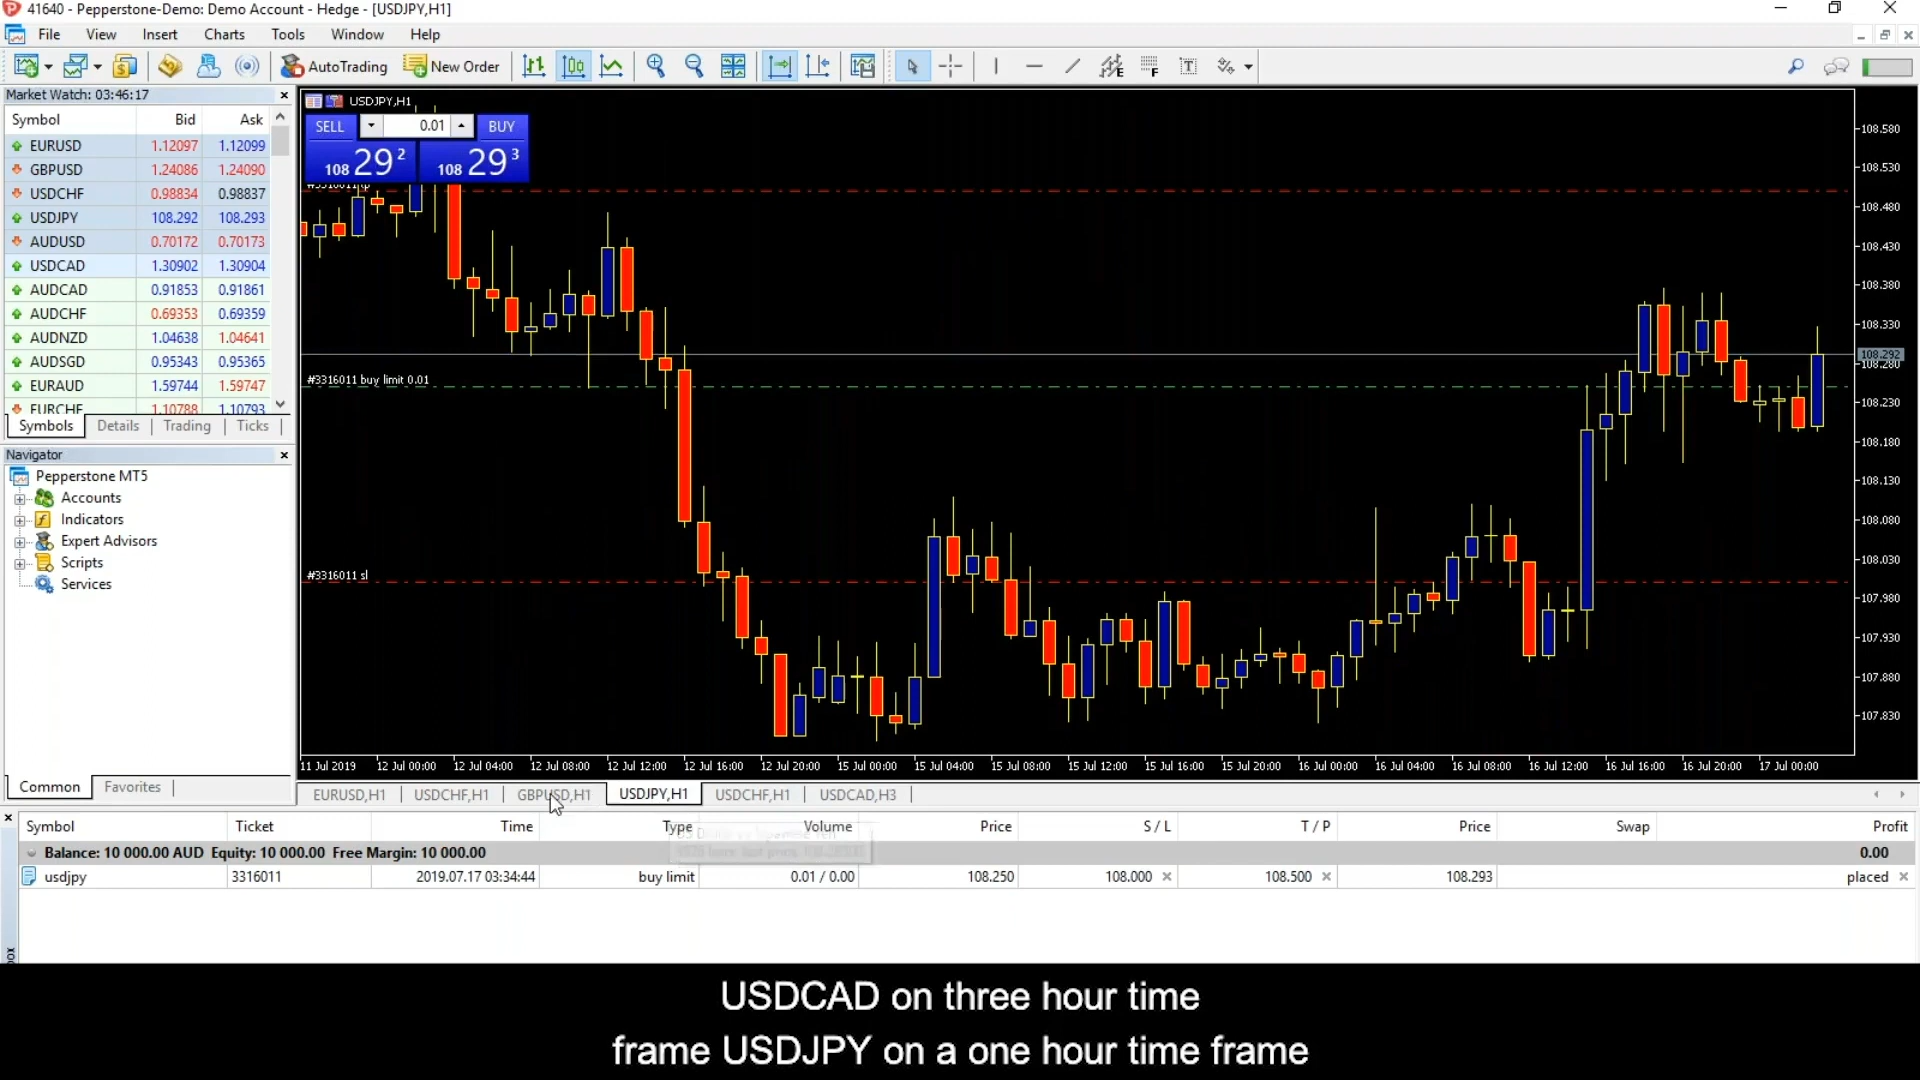 41640 - Pepperstone-Demo: Demo Account - Hedge - [USDJPY,H1]
File View Insert Charts Tools Window Help
AutoTrading New Order
Market Watch: 03:46:17
Symbol Bid Ask
EURUSD 1.12097 1.12099
GBPUSD 1.24086 1.24090
USDCHF 0.98834 0.98837
USDJPY 108.292 108.293
AUDUSD 0.70172 0.70173
USDCAD 1.30902 1.30904
AUDCAD 0.91853 0.91861
AUDCHF 0.69353 0.69359
AUDNZD 1.04638 1.04641
AUDSGD 0.95343 0.95365
EURAUD 1.59744 1.59747
EURCHF 1.10788 1.10793
Symbols Details Trading Ticks
Navigator
Pepperstone MT5
Accounts
Indicators
Expert Advisors
Scripts
Services
Common Favorites
USDJPY,H1
SELL 0.01 BUY
108 29 2 108 29 3
#3316011 tp
#3316011 buy limit 0.01
#3316011 sl
108.580
108.530
108.480
108.430
108.380
108.330
108.292
108.280
108.230
108.180
108.130
108.080
108.030
107.980
107.930
107.880
107.830
11 Jul 2019 12 Jul 00:00 12 Jul 04:00 12 Jul 08:00 12 Jul 12:00 12 Jul 16:00 12 Jul 20:00 15 Jul 00:00 15 Jul 04:00 15 Jul 08:00 15 Jul 12:00 15 Jul 16:00 15 Jul 20:00 16 Jul 00:00 16 Jul 04:00 16 Jul 08:00 16 Jul 12:00 16 Jul 16:00 16 Jul 20:00 17 Jul 00:00
EURUSD,H1 USDCHF,H1 GBPUSD,H1 USDJPY,H1 USDCHF,H1 USDCAD,H3
Symbol Ticket Time Type Volume Price S / L T / P Price Swap Profit
Balance: 10 000.00 AUD Equity: 10 000.00 Free Margin: 10 000.00 0.00
usdjpy 3316011 2019.07.17 03:34:44 buy limit 0.01 / 0.00 108.250 108.000 108.500 108.293 placed
USDCAD on three hour time
frame USDJPY on a one hour time frame